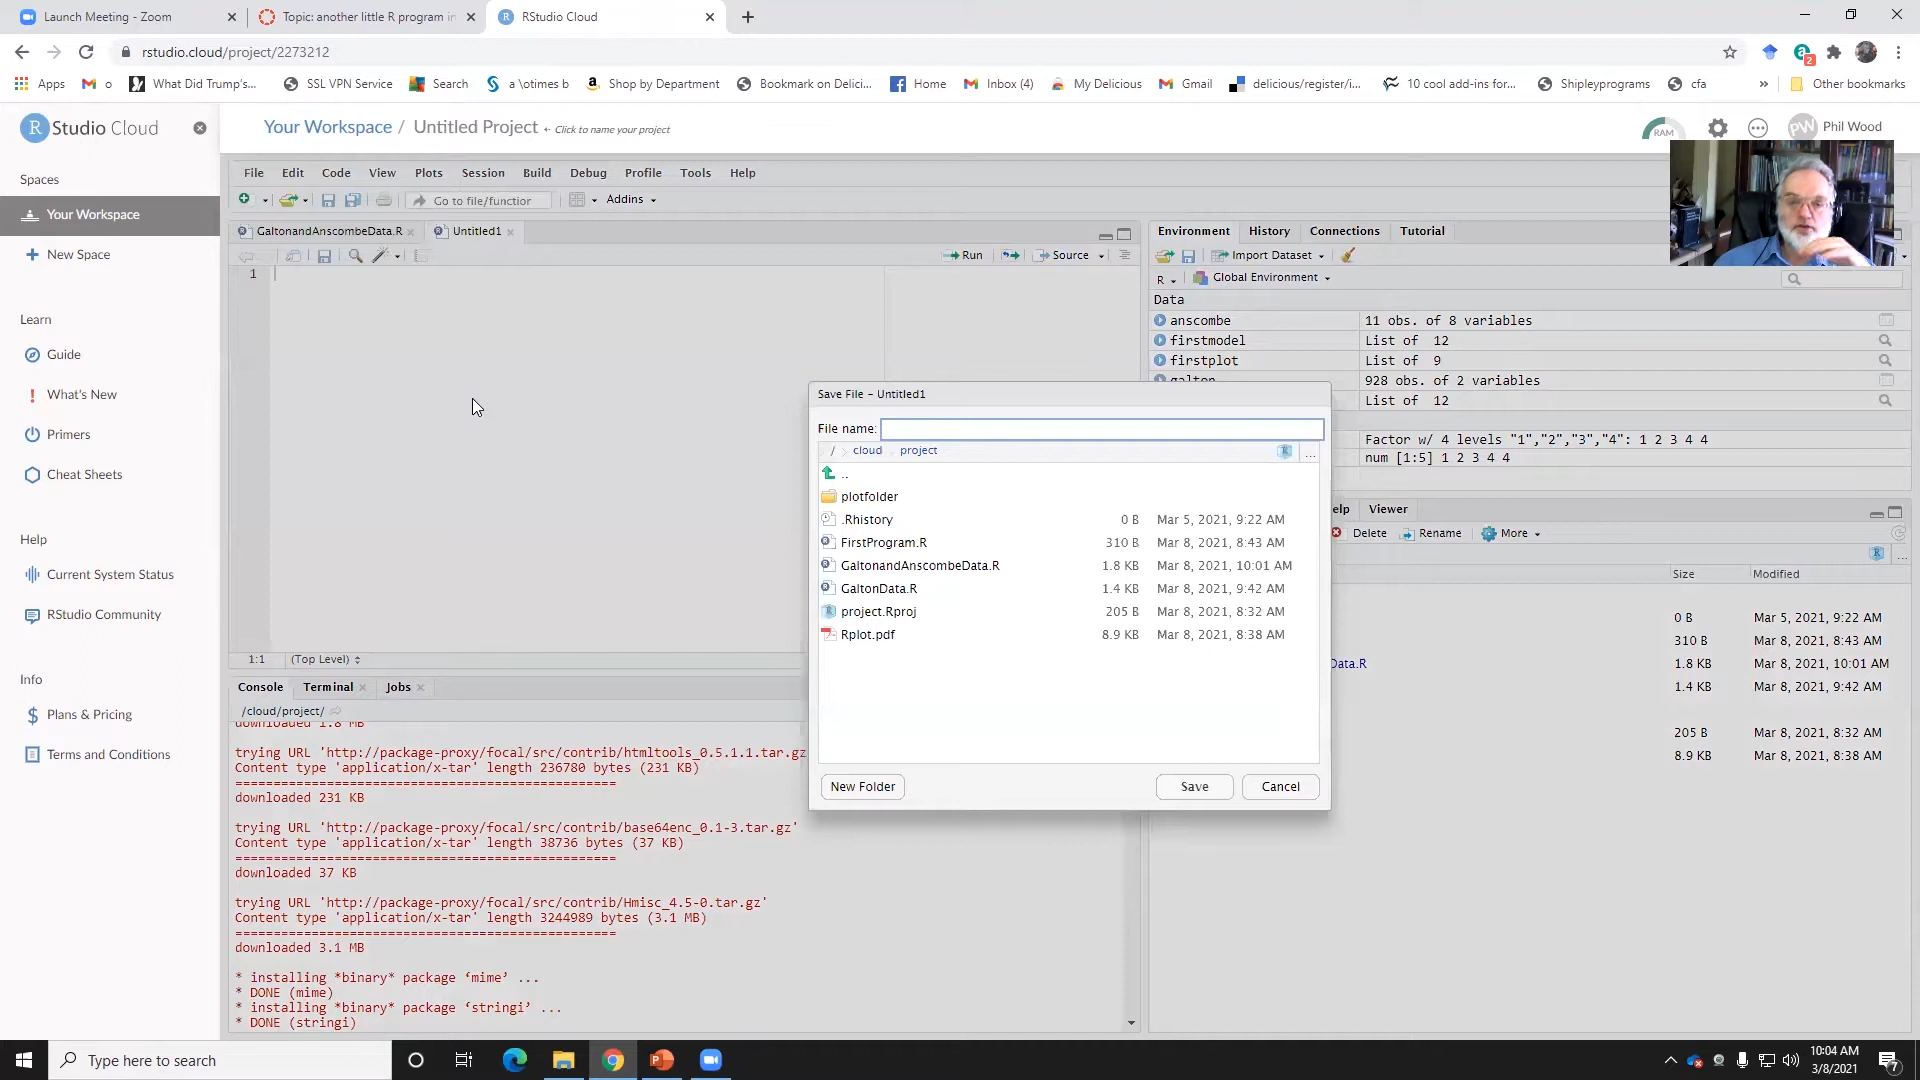 Launch Meeting - Zoom
Topic: another little R program in
RStudio Cloud
rstudio.cloud/project/2273212
2
Apps
o
What Did Trump's...
SSL VPN Service
Search
a \otimes b
Shop by Department
Bookmark on Delici...
Home
Inbox (4)
My Delicious
Gmail
delicious/register/i...
10 cool add-ins for...
Shipleyprograms
cfa
»
Other bookmarks
R Studio Cloud
Your Workspace / Untitled Project ← Click to name your project
RAM
PW
Phil Wood
Spaces
Your Workspace
New Space
Learn
Guide
What's New
Primers
Cheat Sheets
Help
Current System Status
RStudio Community
Info
Plans & Pricing
Terms and Conditions
File Edit Code View Plots Session Build Debug Profile Tools Help
Go to file/functior
Addins
GaltonandAnscombeData.R
Untitled1
Run
Source
1
1:1 (Top Level)
Console Terminal Jobs
/cloud/project/
downloaded 1.8 MB
trying URL 'http://package-proxy/focal/src/contrib/htmltools_0.5.1.1.tar.gz
Content type 'application/x-tar' length 236780 bytes (231 KB)
==================================================
downloaded 231 KB
trying URL 'http://package-proxy/focal/src/contrib/base64enc_0.1-3.tar.gz'
Content type 'application/x-tar' length 38736 bytes (37 KB)
==================================================
downloaded 37 KB
trying URL 'http://package-proxy/focal/src/contrib/Hmisc_4.5-0.tar.gz'
Content type 'application/x-tar' length 3244989 bytes (3.1 MB)
==================================================
downloaded 3.1 MB
* installing *binary* package ‘mime’ ...
* DONE (mime)
* installing *binary* package ‘stringi’ ...
* DONE (stringi)
Environment History Connections Tutorial
Import Dataset
R
Global Environment
Data
anscombe 11 obs. of 8 variables
firstmodel List of 12
firstplot List of 9
galton 928 obs. of 2 variables
List of 12
Factor w/ 4 levels "1","2","3","4": 1 2 3 4 4
num [1:5] 1 2 3 4 4
Save File - Untitled1
File name:
/ cloud project
...
..
plotfolder
.Rhistory 0 B Mar 5, 2021, 9:22 AM
FirstProgram.R 310 B Mar 8, 2021, 8:43 AM
GaltonandAnscombeData.R 1.8 KB Mar 8, 2021, 10:01 AM
GaltonData.R 1.4 KB Mar 8, 2021, 9:42 AM
project.Rproj 205 B Mar 8, 2021, 8:32 AM
Rplot.pdf 8.9 KB Mar 8, 2021, 8:38 AM
New Folder
Save
Cancel
elp Viewer
Delete Rename More
...
Size Modified
0 B Mar 5, 2021, 9:22 AM
310 B Mar 8, 2021, 8:43 AM
Data.R 1.8 KB Mar 8, 2021, 10:01 AM
1.4 KB Mar 8, 2021, 9:42 AM
205 B Mar 8, 2021, 8:32 AM
8.9 KB Mar 8, 2021, 8:38 AM
Type here to search
10:04 AM
3/8/2021
7